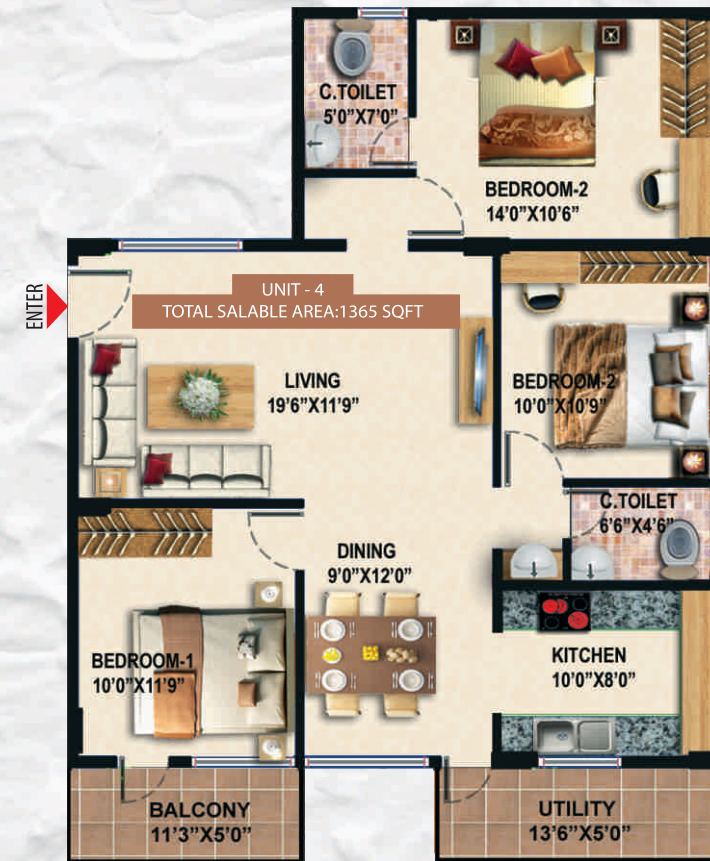 C.TOILET
5'0"X7'0"
BEDROOM-2
14'0"X10'6"
ENTER
UNIT - 4
TOTAL SALABLE AREA:1365 SQFT
LIVING
19'6"X11'9"
BEDROOM-2
10'0"X10'9"
C.TOILET
6'6"X4'6"
DINING
9'0"X12'0"
BEDROOM-1
10'0"X11'9"
KITCHEN
10'0"X8'0"
BALCONY
11'3"X5'0"
UTILITY
13'6"X5'0"